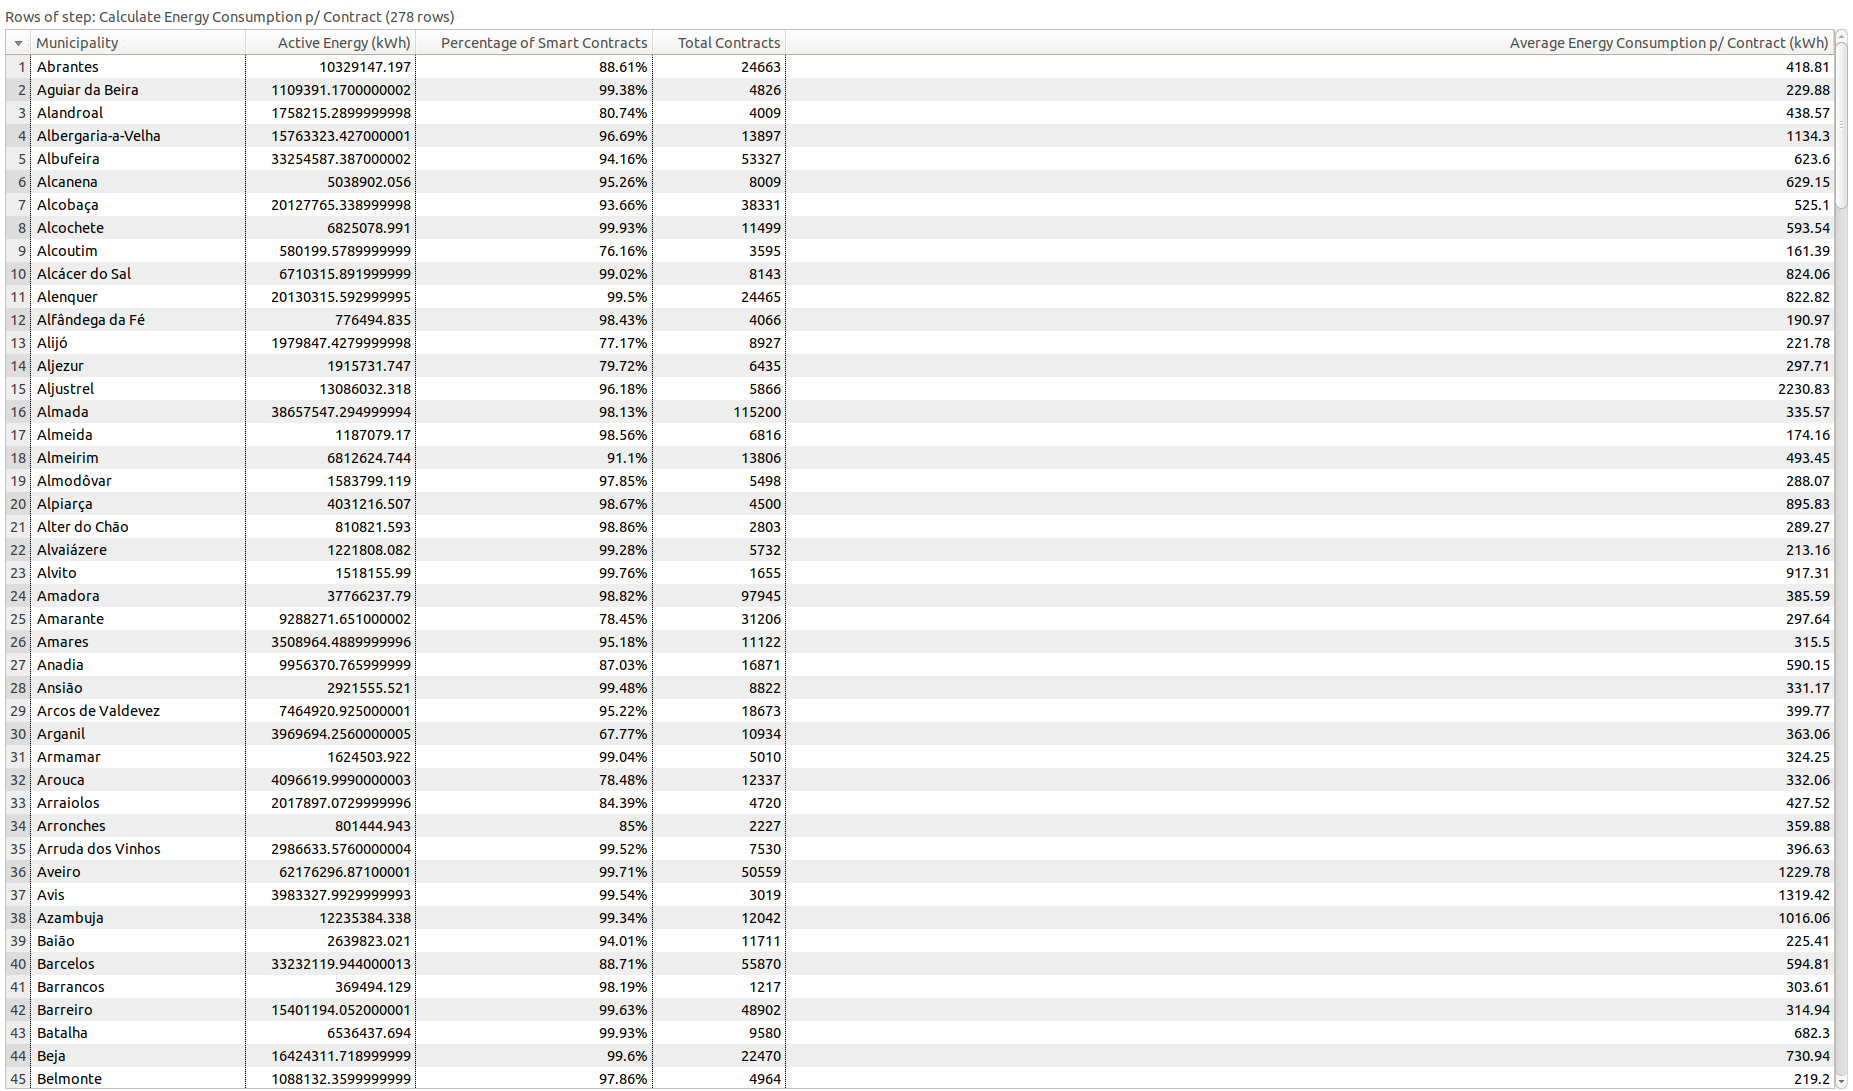 Rows of step: Calculate Energy Consumption p/ Contract (278 rows)
Municipality Active Energy (kWh) Percentage of Smart Contracts Total Contracts Average Energy Consumption p/ Contract (kWh)
1 Abrantes 10329147.197 88.61% 24663 418.81
2 Aguiar da Beira 1109391.1700000002 99.38% 4826 229.88
3 Alandroal 1758215.2899999998 80.74% 4009 438.57
4 Albergaria-a-Velha 15763323.427000001 96.69% 13897 1134.3
5 Albufeira 33254587.387000002 94.16% 53327 623.6
6 Alcanena 5038902.056 95.26% 8009 629.15
7 Alcobaça 20127765.338999998 93.66% 38331 525.1
8 Alcochete 6825078.991 99.93% 11499 593.54
9 Alcoutim 580199.5789999999 76.16% 3595 161.39
10 Alcácer do Sal 6710315.891999999 99.02% 8143 824.06
11 Alenquer 20130315.592999995 99.5% 24465 822.82
12 Alfândega da Fé 776494.835 98.43% 4066 190.97
13 Alijó 1979847.4279999998 77.17% 8927 221.78
14 Aljezur 1915731.747 79.72% 6435 297.71
15 Aljustrel 13086032.318 96.18% 5866 2230.83
16 Almada 38657547.294999994 98.13% 115200 335.57
17 Almeida 1187079.17 98.56% 6816 174.16
18 Almeirim 6812624.744 91.1% 13806 493.45
19 Almodôvar 1583799.119 97.85% 5498 288.07
20 Alpiarça 4031216.507 98.67% 4500 895.83
21 Alter do Chão 810821.593 98.86% 2803 289.27
22 Alvaiázere 1221808.082 99.28% 5732 213.16
23 Alvito 1518155.99 99.76% 1655 917.31
24 Amadora 37766237.79 98.82% 97945 385.59
25 Amarante 9288271.651000002 78.45% 31206 297.64
26 Amares 3508964.4889999996 95.18% 11122 315.5
27 Anadia 9956370.765999999 87.03% 16871 590.15
28 Ansião 2921555.521 99.48% 8822 331.17
29 Arcos de Valdevez 7464920.925000001 95.22% 18673 399.77
30 Arganil 3969694.2560000005 67.77% 10934 363.06
31 Armamar 1624503.922 99.04% 5010 324.25
32 Arouca 4096619.9990000003 78.48% 12337 332.06
33 Arraiolos 2017897.0729999996 84.39% 4720 427.52
34 Arronches 801444.943 85% 2227 359.88
35 Arruda dos Vinhos 2986633.5760000004 99.52% 7530 396.63
36 Aveiro 62176296.87100001 99.71% 50559 1229.78
37 Avis 3983327.9929999993 99.54% 3019 1319.42
38 Azambuja 12235384.338 99.34% 12042 1016.06
39 Baião 2639823.021 94.01% 11711 225.41
40 Barcelos 33232119.944000013 88.71% 55870 594.81
41 Barrancos 369494.129 98.19% 1217 303.61
42 Barreiro 15401194.052000001 99.63% 48902 314.94
43 Batalha 6536437.694 99.93% 9580 682.3
44 Beja 16424311.718999999 99.6% 22470 730.94
45 Belmonte 1088132.3599999999 97.86% 4964 219.2